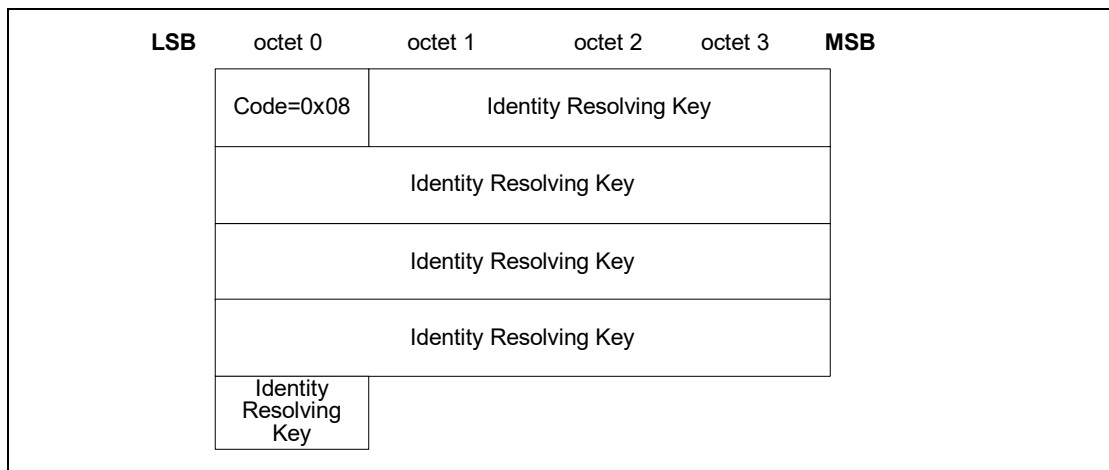 LSB octet 0 octet 1 octet 2 octet 3 MSB
Code=0x08 Identity Resolving Key
Identity Resolving Key
Identity Resolving Key
Identity Resolving Key
Identity
Resolving
Key